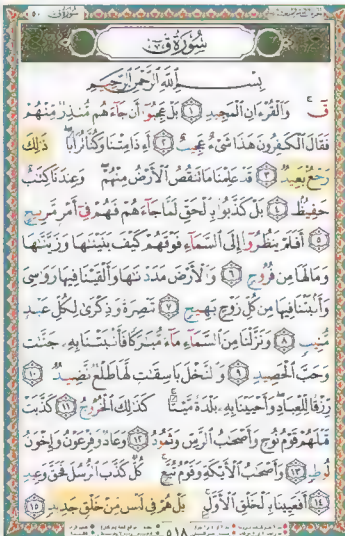 سُورَةُ ق
بِسْمِ ٱللَّهِ ٱلرَّحْمَٰنِ ٱلرَّحِيمِ
قٓ وَٱلْقُرْءَانِ ٱلْمَجِيدِ ١ بَلْ عَجِبُوٓا۟ أَن جَآءَهُم مُّنذِرٌ مِّنْهُمْ
فَقَالَ ٱلْكَٰفِرُونَ هَٰذَا شَىْءٌ عَجِيبٌ ٢ أَءِذَا مِتْنَا وَكُنَّا تُرَابًا ذَٰلِكَ
رَجْعٌۢ بَعِيدٌ ٣ قَدْ عَلِمْنَا مَا تَنقُصُ ٱلْأَرْضُ مِنْهُمْ وَعِندَنَا كِتَٰبٌ
حَفِيظٌۢ ٤ بَلْ كَذَّبُوا۟ بِٱلْحَقِّ لَمَّا جَآءَهُمْ فَهُمْ فِىٓ أَمْرٍ مَّرِيجٍ
٥ أَفَلَمْ يَنظُرُوٓا۟ إِلَى ٱلسَّمَآءِ فَوْقَهُمْ كَيْفَ بَنَيْنَٰهَا وَزَيَّنَّٰهَا
وَمَا لَهَا مِن فُرُوجٍ ٦ وَٱلْأَرْضَ مَدَدْنَٰهَا وَأَلْقَيْنَا فِيهَا رَوَٰسِىَ
وَأَنۢبَتْنَا فِيهَا مِن كُلِّ زَوْجٍۭ بَهِيجٍ ٧ تَبْصِرَةً وَذِكْرَىٰ لِكُلِّ عَبْدٍ
مُّنِيبٍ ٨ وَنَزَّلْنَا مِنَ ٱلسَّمَآءِ مَآءً مُّبَٰرَكًا فَأَنۢبَتْنَا بِهِۦ جَنَّٰتٍ
وَحَبَّ ٱلْحَصِيدِ ٩ وَٱلنَّخْلَ بَاسِقَٰتٍ لَّهَا طَلْعٌ نَّضِيدٌ ١٠
رِّزْقًا لِّلْعِبَادِ وَأَحْيَيْنَا بِهِۦ بَلْدَةً مَّيْتًا كَذَٰلِكَ ٱلْخُرُوجُ ١١ كَذَّبَتْ
قَبْلَهُمْ قَوْمُ نُوحٍ وَأَصْحَٰبُ ٱلرَّسِّ وَثَمُودُ ١٢ وَعَادٌ وَفِرْعَوْنُ وَإِخْوَٰنُ
لُوطٍ ١٣ وَأَصْحَٰبُ ٱلْأَيْكَةِ وَقَوْمُ تُبَّعٍ كُلٌّ كَذَّبَ ٱلرُّسُلَ فَحَقَّ وَعِيدِ
١٤ أَفَعَيِينَا بِٱلْخَلْقِ ٱلْأَوَّلِ بَلْ هُمْ فِى لَبْسٍ مِّنْ خَلْقٍ جَدِيدٍ ١٥
٥١٨